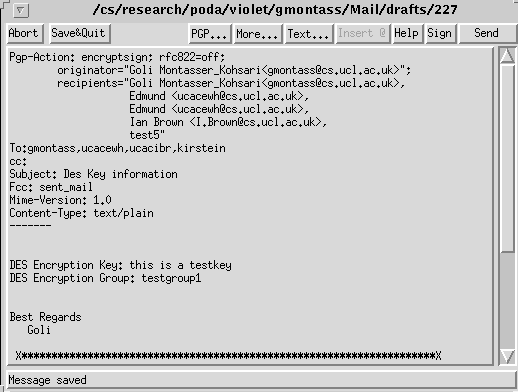 /cs/research/poda/violet/gmontass/Mail/drafts/227
Abort Save&Quit PGP... More... Text... Insert @ Help Sign Send
Pgp-Action: encryptsign; rfc822=off;
originator="Goli Montasser_Kohsari<gmontass@cs.ucl.ac.uk>";
recipients="Goli Montasser_Kohsari<gmontass@cs.ucl.ac.uk>,
Edmund <ucacewh@cs.ucl.ac.uk>,
Edmund <ucacewh@cs.ucl.ac.uk>,
Ian Brown <I.Brown@cs.ucl.ac.uk>,
test5"
To:gmontass,ucacewh,ucacibr,kirstein
cc:
Subject: Des Key information
Fcc: sent_mail
Mime-Version: 1.0
Content-Type: text/plain
-------
DES Encryption Key: this is a testkey
DES Encryption Group: testgroup1
Best Regards
Goli
X*********************************************************************X
Message saved